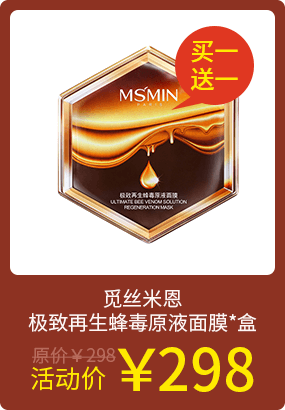 买一
送一
MSMIN
极致再生蜂毒原液面膜
ULTIMATE BEE VENOM SOLUTION
REGENERATION MASK
觅丝米恩
极致再生蜂毒原液面膜*盒
原价￥298
活动价￥298